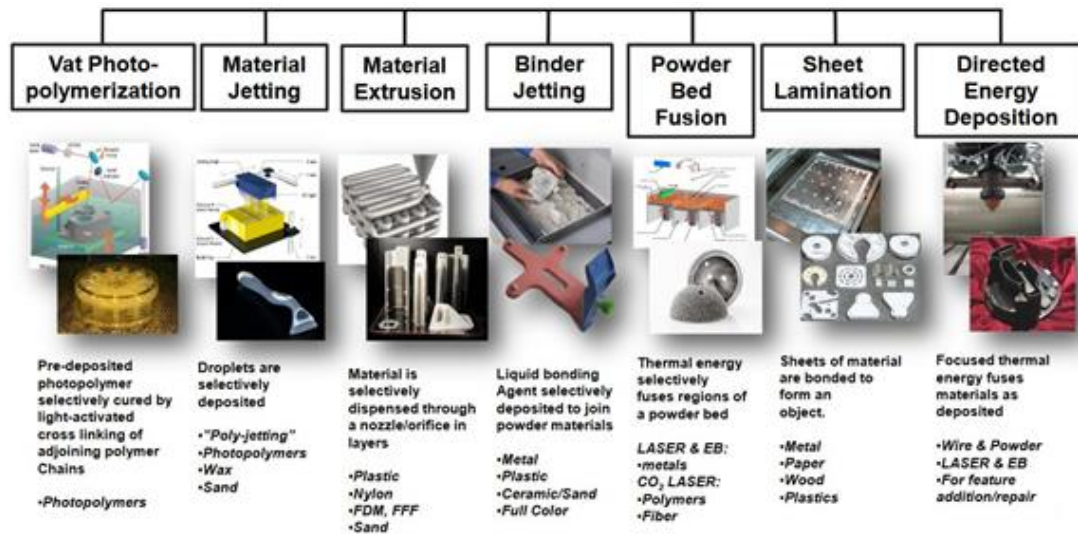 Vat Photo-
polymerization
Material
Jetting
Material
Extrusion
Binder
Jetting
Powder
Bed
Fusion
Sheet
Lamination
Directed
Energy
Deposition
Pre-deposited
photopolymer
selectively cured by
light-activated
cross linking of
adjoining polymer
Chains
•Photopolymers
Droplets are
selectively
deposited
•"Poly-jetting"
•Photopolymers
•Wax
•Sand
Material is
selectively
dispensed through
a nozzle/orifice in
layers
•Plastic
•Nylon
•FDM, FFF
•Sand
Liquid bonding
Agent selectively
deposited to join
powder materials
•Metal
•Plastic
•Ceramic/Sand
•Full Color
Thermal energy
selectively
fuses regions of
a powder bed
LASER & EB:
•metals
CO₂ LASER:
•Polymers
•Fiber
Sheets of material
are bonded to
form an
object.
•Metal
•Paper
•Wood
•Plastics
Focused thermal
energy fuses
materials as
deposited
•Wire & Powder
•LASER & EB
•For feature
addition/repair